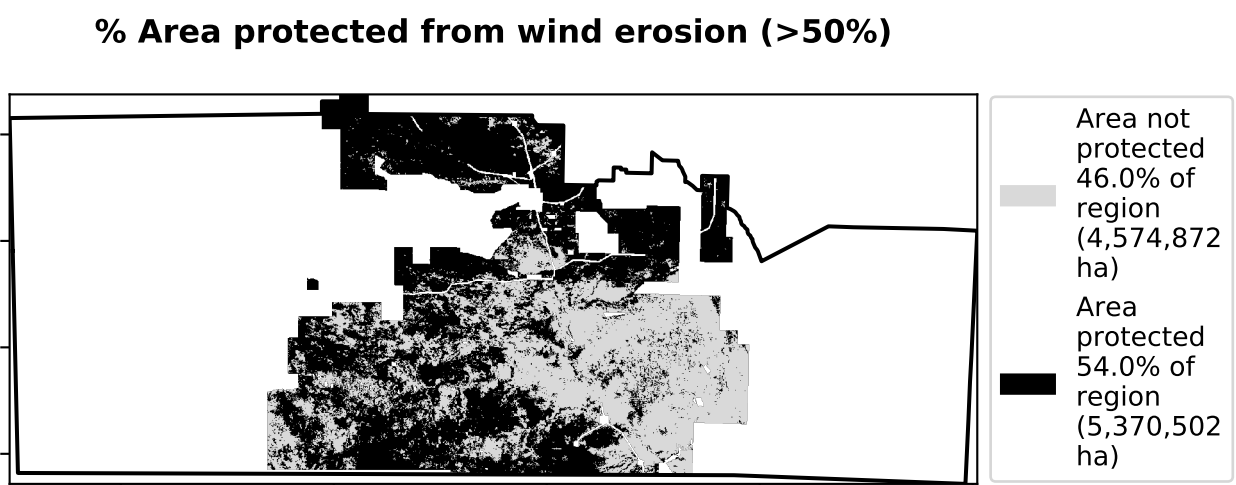 % Area protected from wind erosion (>50%)
Area not
protected
46.0% of
region
(4,574,872
ha)
Area
protected
54.0% of
region
(5,370,502
ha)